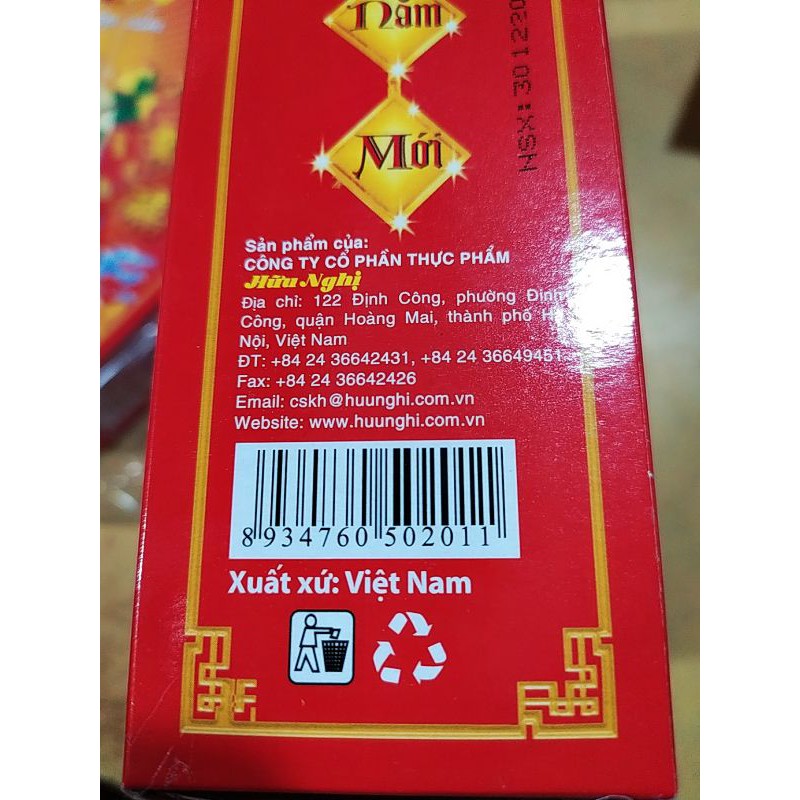 Năm
Mới
NSX: 301220
Sản phẩm của:
CÔNG TY CỔ PHẦN THỰC PHẨM
Hữu Nghị
Địa chỉ: 122 Định Công, phường Định
Công, quận Hoàng Mai, thành phố Hà
Nội, Việt Nam
ĐT: +84 24 36642431, +84 24 36649451
Fax: +84 24 36642426
Email: cskh@huunghi.com.vn
Website: www.huunghi.com.vn
8934760502011
Xuất xứ: Việt Nam